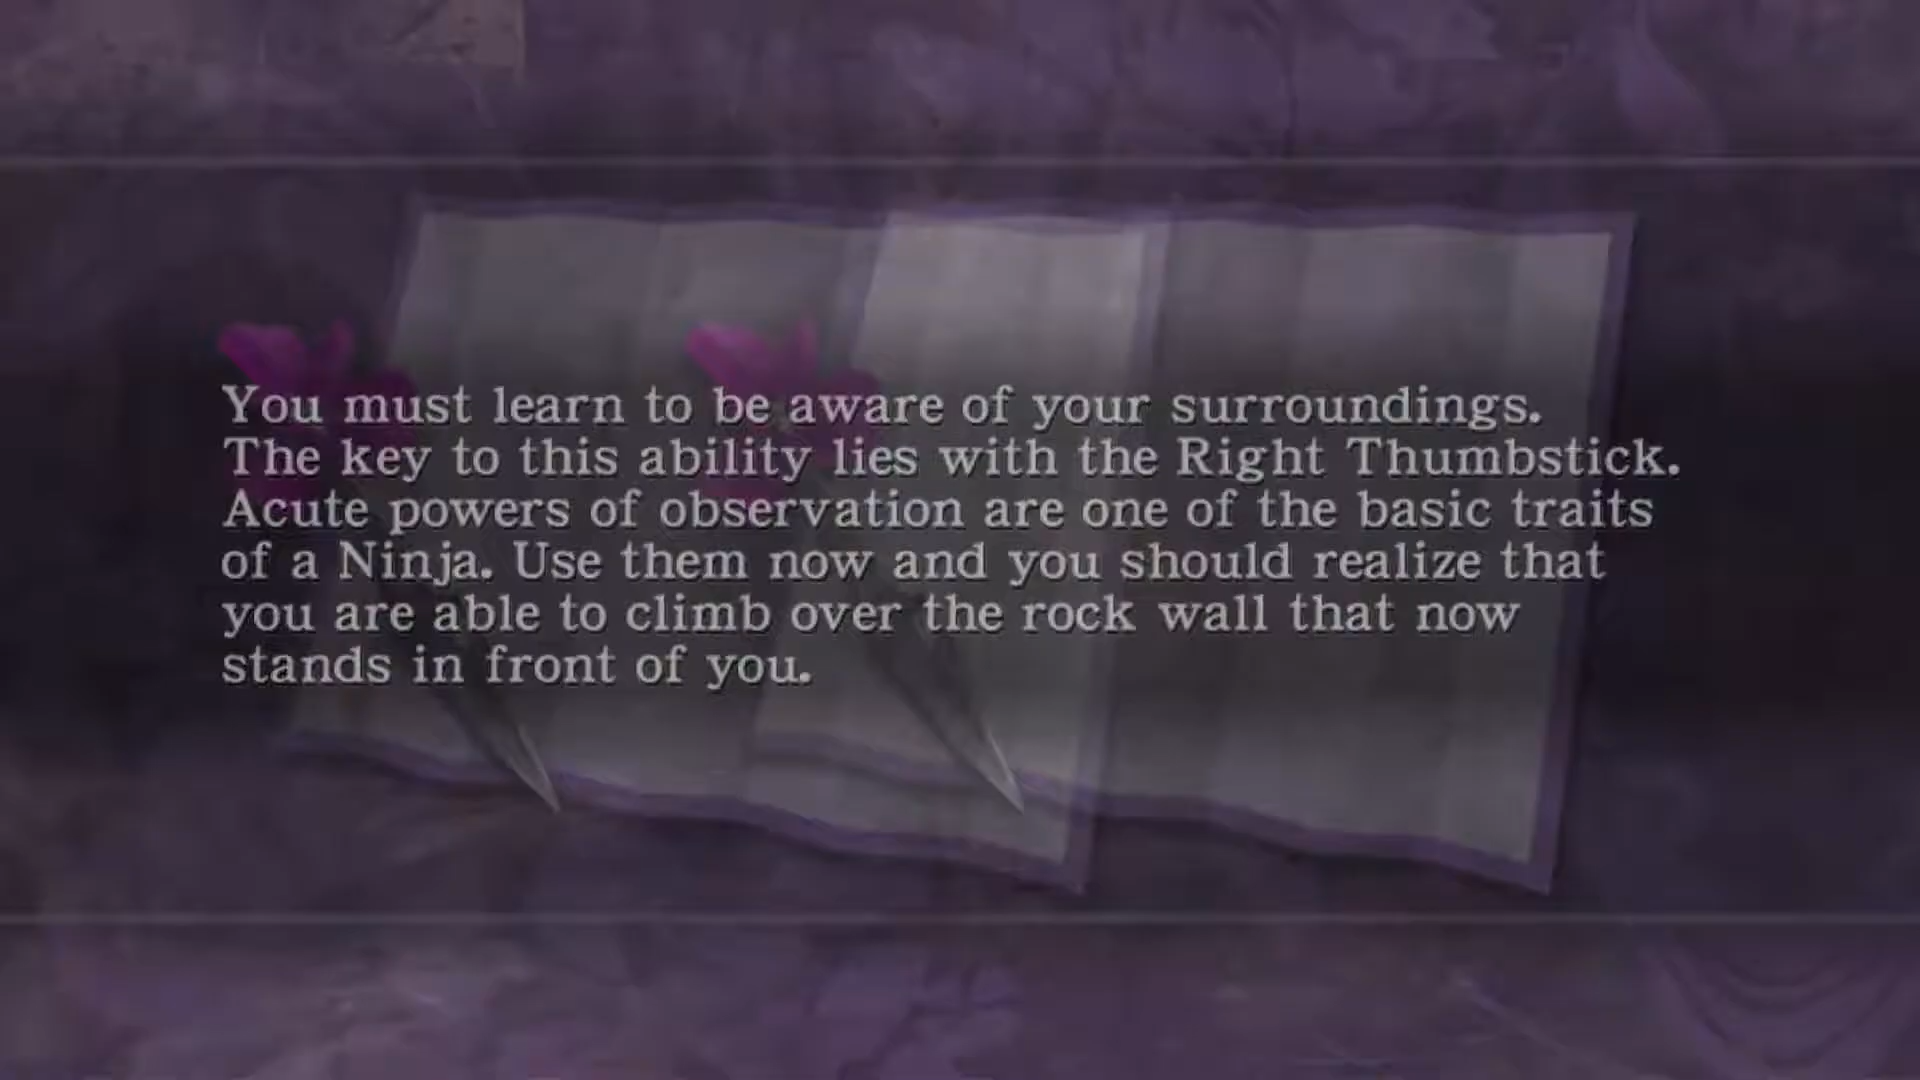 You must learn to be aware of your surroundings.
The key to this ability lies with the Right Thumbstick.
Acute powers of observation are one of the basic traits
of a Ninja. Use them now and you should realize that
you are able to climb over the rock wall that now
stands in front of you.